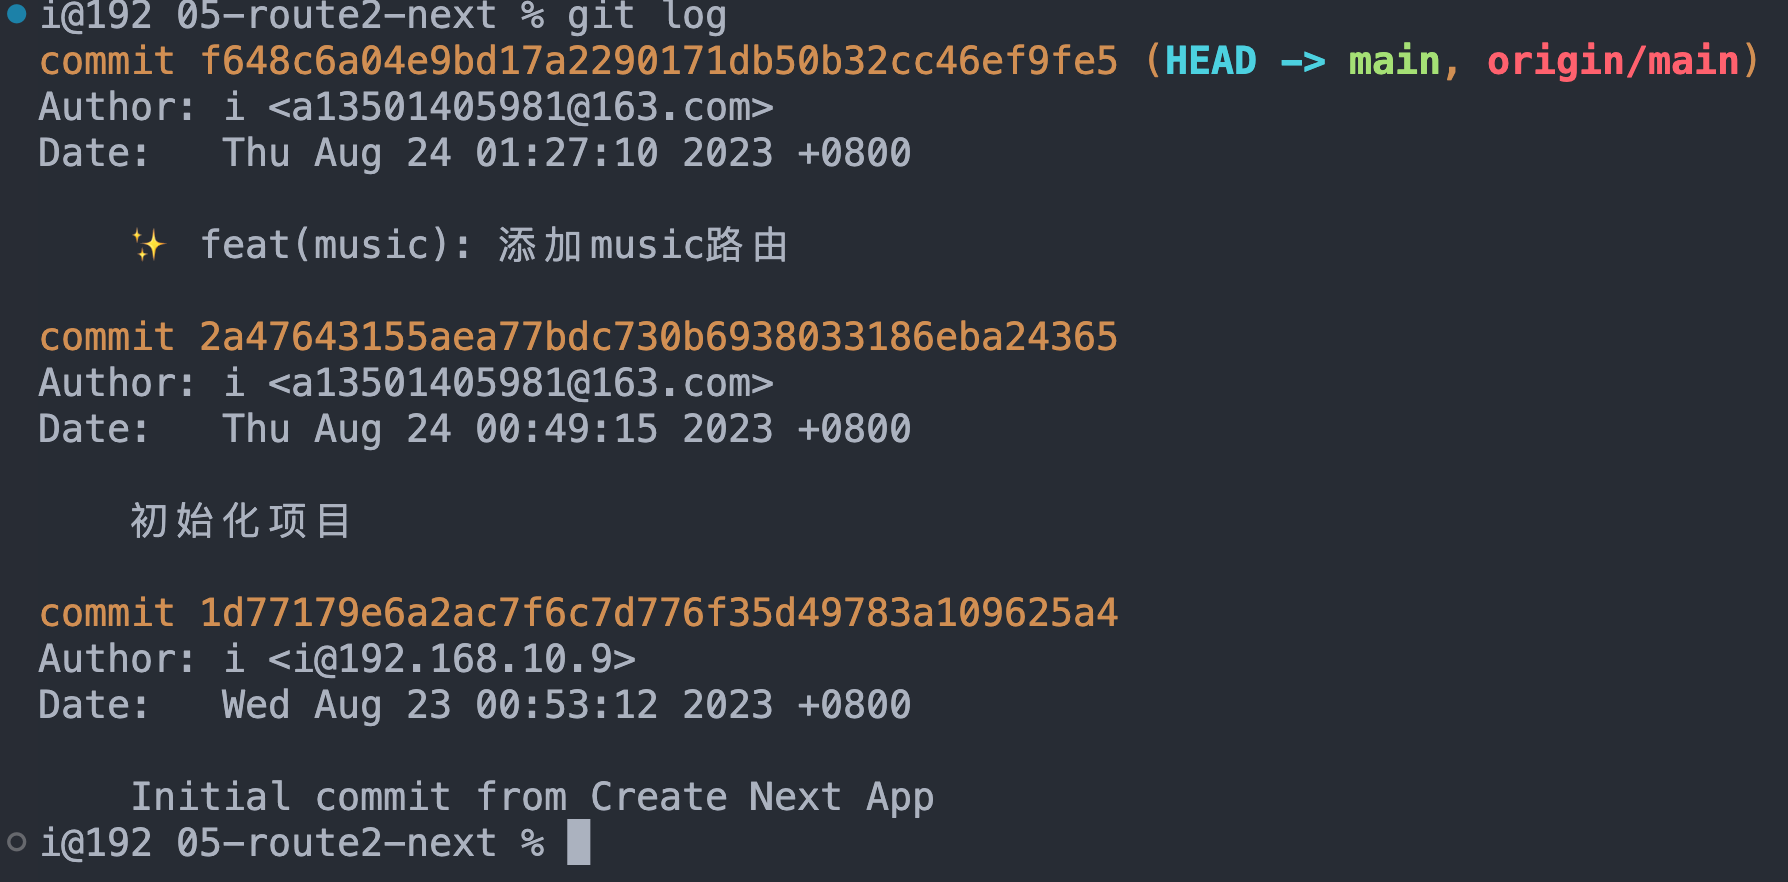 i@192 05-route2-next % git log
commit f648c6a04e9bd17a2290171db50b32cc46ef9fe5 (HEAD -> main, origin/main)
Author: i <a13501405981@163.com>
Date:   Thu Aug 24 01:27:10 2023 +0800
✨ feat(music): 添加music路由
commit 2a47643155aea77bdc730b6938033186eba24365
Author: i <a13501405981@163.com>
Date:   Thu Aug 24 00:49:15 2023 +0800
初始化项目
commit 1d77179e6a2ac7f6c7d776f35d49783a109625a4
Author: i <i@192.168.10.9>
Date:   Wed Aug 23 00:53:12 2023 +0800
Initial commit from Create Next App
i@192 05-route2-next %